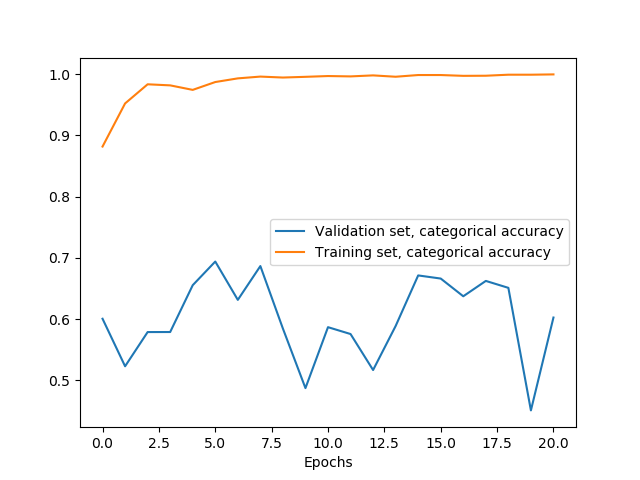 1.0
0.9
0.8
0.7
0.6
0.5
Validation set, categorical accuracy
Training set, categorical accuracy
0.0 2.5 5.0 7.5 10.0 12.5 15.0 17.5 20.0
Epochs